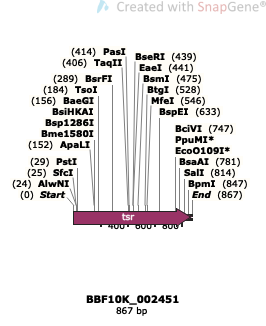 Created with SnapGene®
(414) PasI
(406) TaqII
(289) BsrFI
(184) TsoI
(156) BaeGI
BsiHKAI
Bsp1286I
Bme1580I
(152) ApaLI
(29) PstI
(25) SfcI
(24) AlwNI
(0) Start
BseRI (439)
EaeI (441)
BsmI (475)
BtgI (528)
MfeI (546)
BspEI (633)
BciVI (747)
PpuMI*
EcoO109I*
BsaAI (781)
SalI (814)
BpmI (847)
End (867)
tsr
400
600
800
BBF10K_002451
867 bp